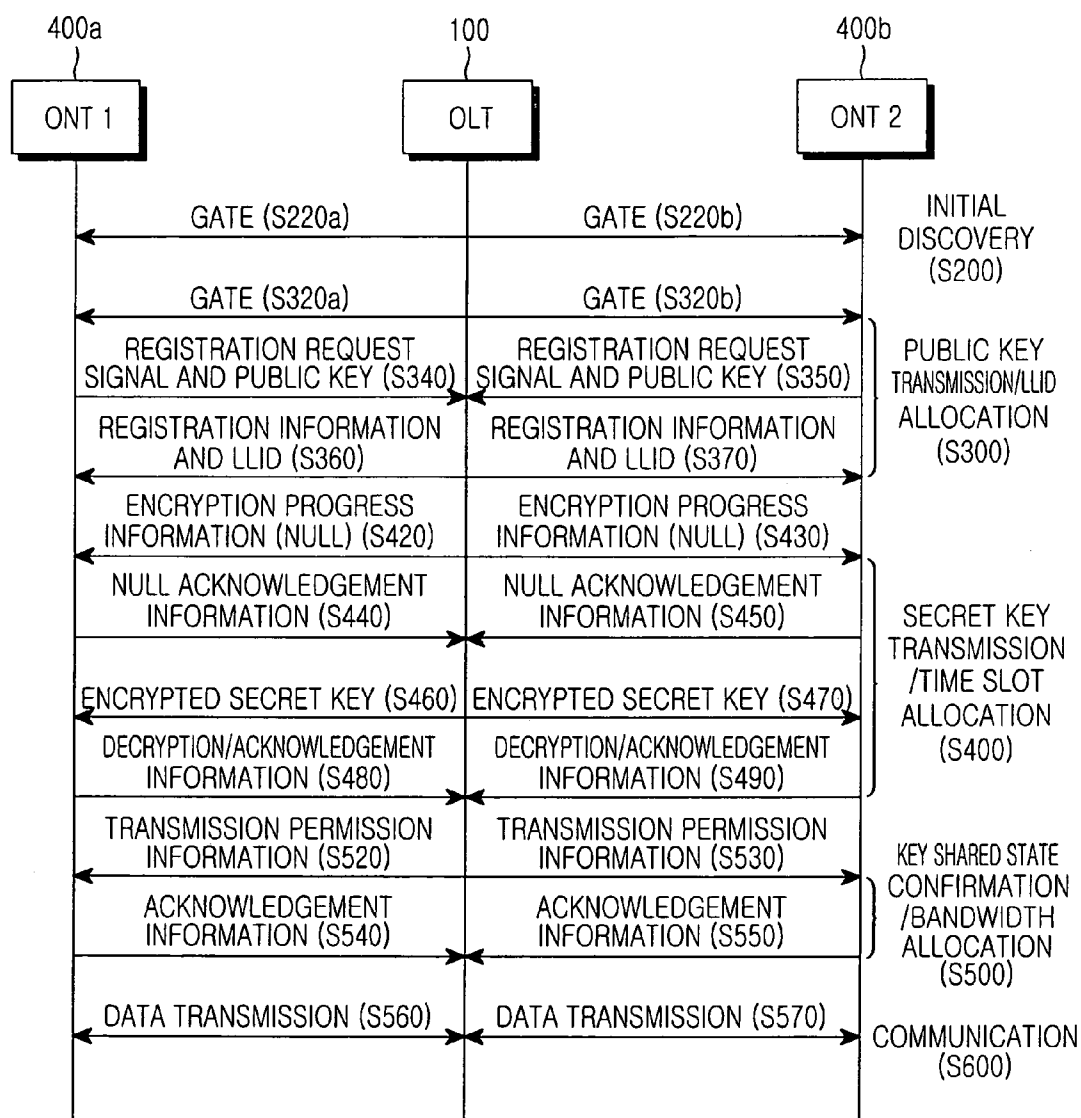 400a
100
400b
ONT 1
OLT
ONT 2
GATE (S220a)
GATE (S220b)
INITIAL
DISCOVERY
(S200)
GATE (S320a)
GATE (S320b)
REGISTRATION REQUEST
SIGNAL AND PUBLIC KEY (S340)
REGISTRATION REQUEST
SIGNAL AND PUBLIC KEY (S350)
REGISTRATION INFORMATION
AND LLID (S360)
REGISTRATION INFORMATION
AND LLID (S370)
PUBLIC KEY
TRANSMISSION/LLID
ALLOCATION
(S300)
ENCRYPTION PROGRESS
INFORMATION (NULL) (S420)
ENCRYPTION PROGRESS
INFORMATION (NULL) (S430)
NULL ACKNOWLEDGEMENT
INFORMATION (S440)
NULL ACKNOWLEDGEMENT
INFORMATION (S450)
ENCRYPTED SECRET KEY (S460)
ENCRYPTED SECRET KEY (S470)
DECRYPTION/ACKNOWLEDGEMENT
INFORMATION (S480)
DECRYPTION/ACKNOWLEDGEMENT
INFORMATION (S490)
SECRET KEY
TRANSMISSION
/TIME SLOT
ALLOCATION
(S400)
TRANSMISSION PERMISSION
INFORMATION (S520)
TRANSMISSION PERMISSION
INFORMATION (S530)
ACKNOWLEDGEMENT
INFORMATION (S540)
ACKNOWLEDGEMENT
INFORMATION (S550)
KEY SHARED STATE
CONFIRMATION
/BANDWIDTH
ALLOCATION
(S500)
DATA TRANSMISSION (S560)
DATA TRANSMISSION (S570)
COMMUNICATION
(S600)